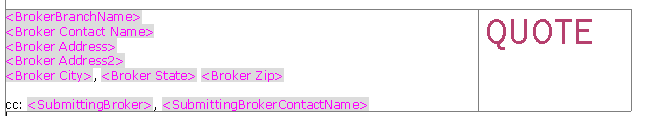 <BrokerBranchName>
<Broker Contact Name>
<Broker Address>
<Broker Address2>
<Broker City>, <Broker State> <Broker Zip>
cc: <SubmittingBroker>, <SubmittingBrokerContactName>
QUOTE